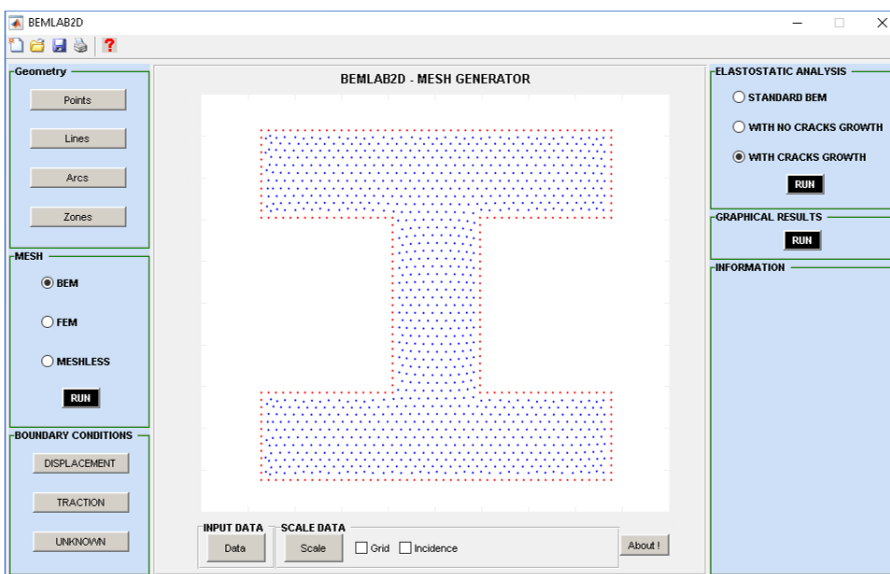 BEMLAB2D
?
Geometry
Points
Lines
Arcs
Zones
MESH
BEM
FEM
MESHLESS
RUN
BOUNDARY CONDITIONS
DISPLACEMENT
TRACTION
UNKNOWN
BEMLAB2D - MESH GENERATOR
INPUT DATA
Data
SCALE DATA
Scale
Grid
Incidence
About !
ELASTOSTATIC ANALYSIS
STANDARD BEM
WITH NO CRACKS GROWTH
WITH CRACKS GROWTH
RUN
GRAPHICAL RESULTS
RUN
INFORMATION